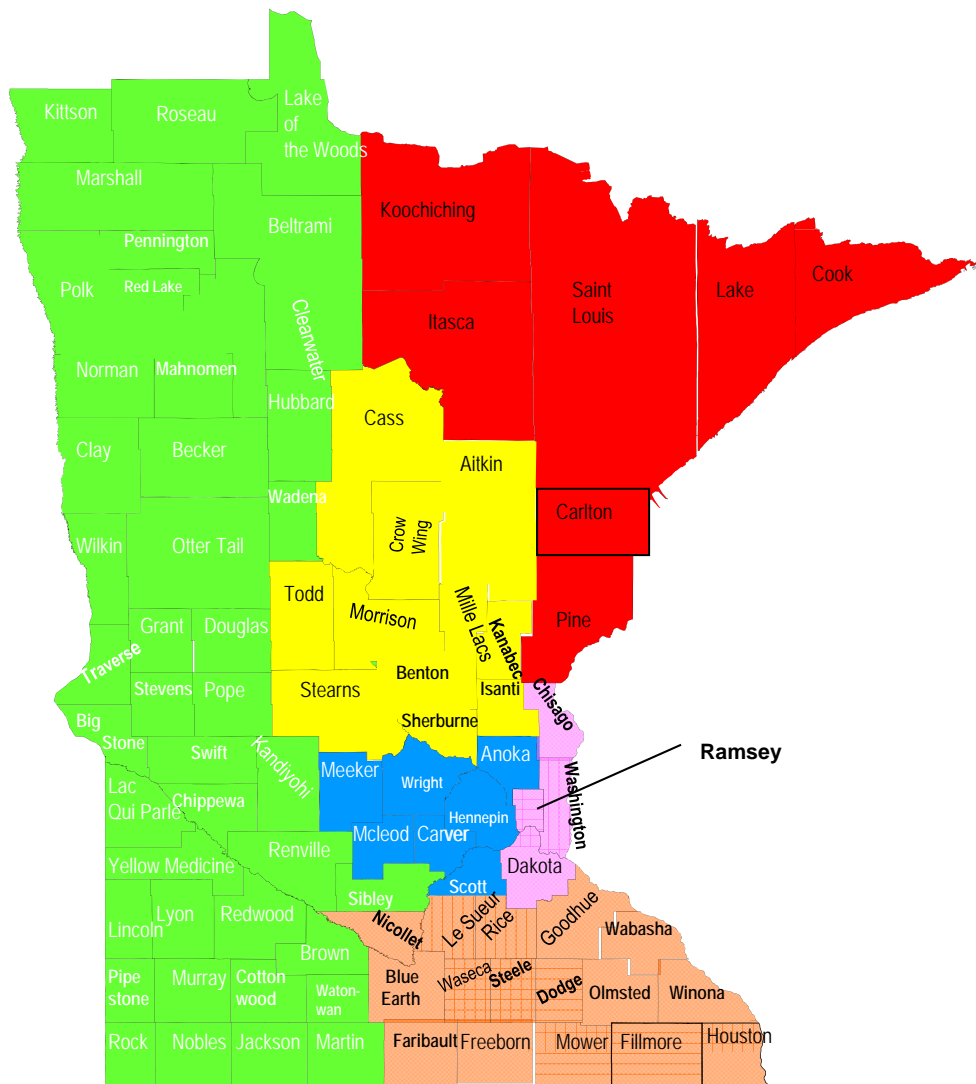 Kittson
Roseau
Lake
of
the Woods
Marshall
Koochiching
Beltrami
Pennington
Polk
Red Lake
Saint
Louis
Lake
Cook
Itasca
Clearwater
Norman
Mahnomen
Hubbard
Cass
Clay
Becker
Aitkin
Wadena
Carlton
Crow
Wing
Wilkin
Otter Tail
Todd
Morrison
Mille Lacs
Kanabec
Pine
Grant
Douglas
Traverse
Stevens
Pope
Stearns
Benton
Isanti
Chisago
Big
Stone
Sherburne
Swift
Kandiyohi
Meeker
Wright
Anoka
Ramsey
Washington
Lac
Qui Parle
Chippewa
Hennepin
Mcleod
Carver
Renville
Yellow Medicine
Dakota
Scott
Sibley
Lincoln
Lyon
Redwood
Nicollet
Le Sueur
Rice
Goodhue
Wabasha
Brown
Pipe
stone
Murray
Cotton
wood
Waton-
wan
Blue
Earth
Waseca
Steele
Dodge
Olmsted
Winona
Rock
Nobles
Jackson
Martin
Faribault
Freeborn
Mower
Fillmore
Houston